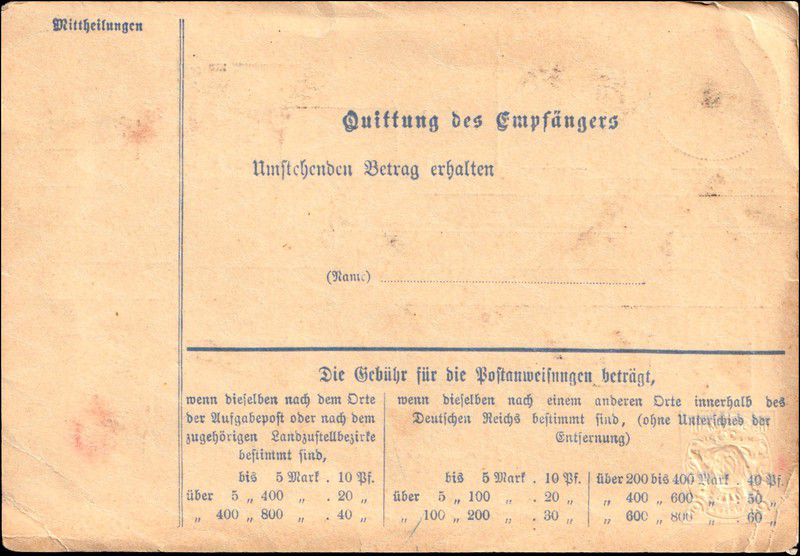 Mittheilungen
Quittung des Empfängers
Umstehenden Betrag erhalten
(Name)
Die Gebühr für die Postanweisungen beträgt,
wenn dieselben nach dem Orte
der Aufgabepost oder nach dem
zugehörigen Landzustellbezirke
bestimmt sind,
bis 5 Mark . 10 Pf.
über 5 „ 400 „ . 20 „
„ 400 „ 800 „ . 40 „
wenn dieselben nach einem anderen Orte innerhalb des
Deutschen Reichs bestimmt sind, (ohne Unterschied der
Entfernung)
bis 5 Mark . 10 Pf.
über 5 „ 100 „ . 20 „
„ 100 „ 200 „ . 30 „
über 200 bis 400 Mark . 40 Pf.
„ 400 „ 600 „ . 50 „
„ 600 „ 800 „ . 60 „